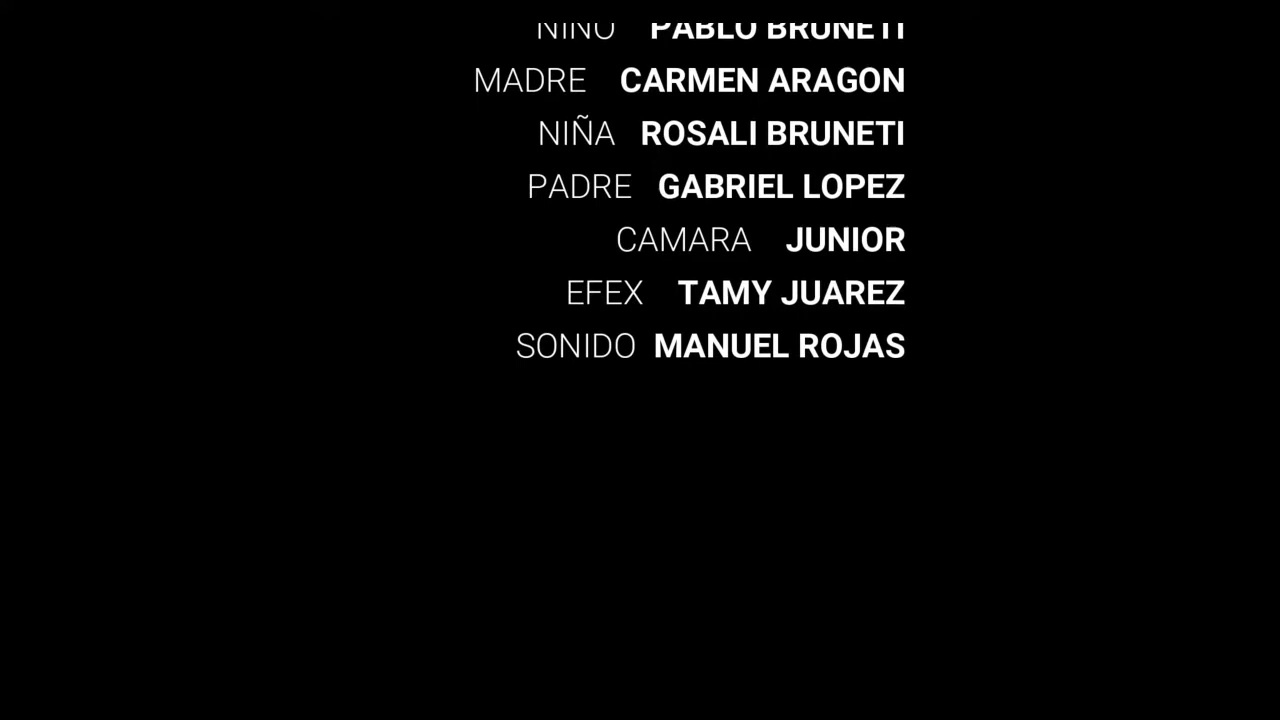 NIÑO PABLO BRUNETI
MADRE CARMEN ARAGON
NIÑA ROSALI BRUNETI
PADRE GABRIEL LOPEZ
CAMARA JUNIOR
EFEX TAMY JUAREZ
SONIDO MANUEL ROJAS